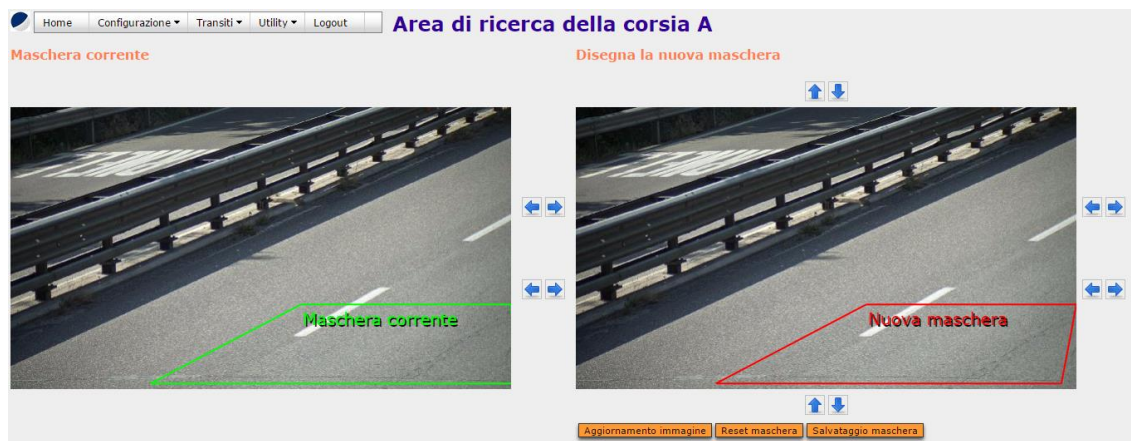 Home Configurazione Transiti Utility Logout Area di ricerca della corsia A
Maschera corrente
Disegna la nuova maschera
Maschera corrente
Nuova maschera
Aggiornamento immagine Reset maschera Salvataggio maschera